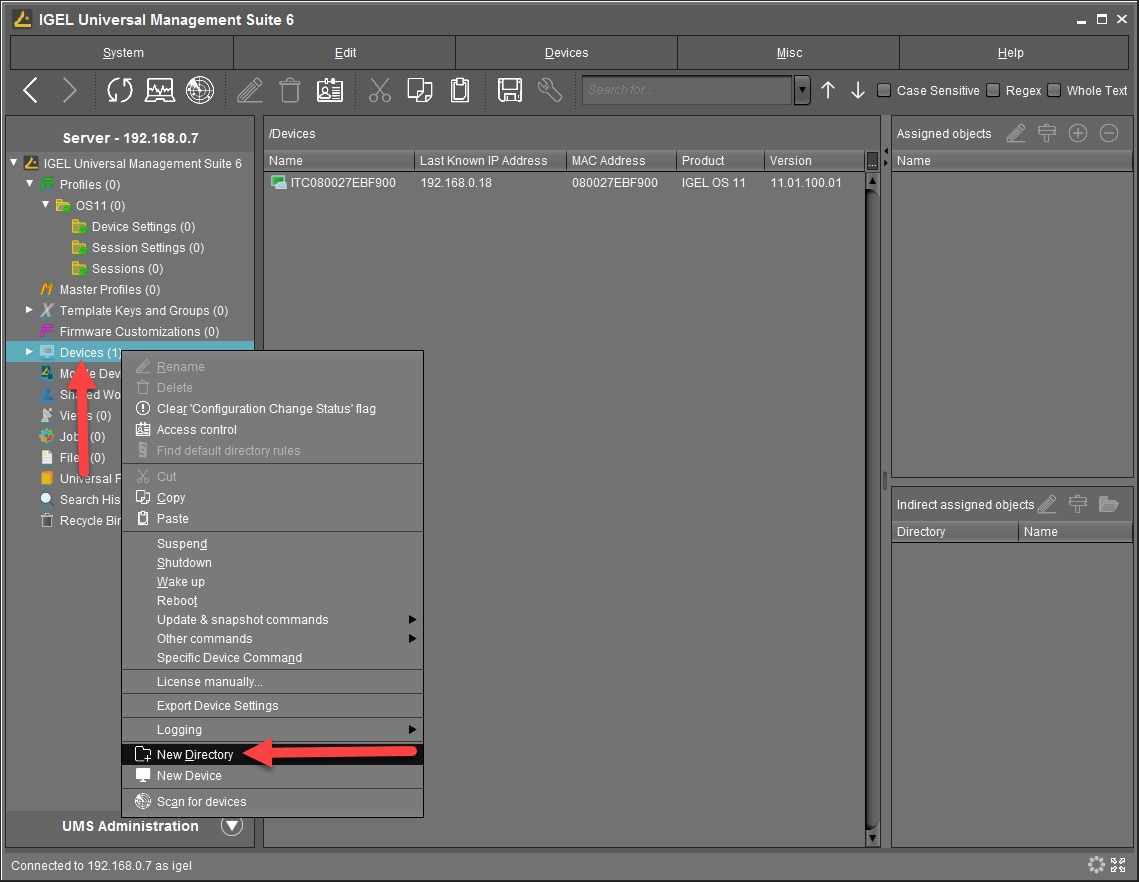 IGEL Universal Management Suite 6
System Edit Devices Misc Help
Search for... Case Sensitive Regex Whole Text
Server - 192.168.0.7
IGEL Universal Management Suite 6
Profiles (0)
OS11 (0)
Device Settings (0)
Session Settings (0)
Sessions (0)
Master Profiles (0)
Template Keys and Groups (0)
Firmware Customizations (0)
Devices (1)
Dev
Wo
(0)
(0)
(0)
Universal F
Search His
Recycle Bin
UMS Administration
/Devices
Name Last Known IP Address MAC Address Product Version ...
ITC080027EBF900 192.168.0.18 080027EBF900 IGEL OS 11 11.01.100.01
Rename
Delete
Clear 'Configuration Change Status' flag
Access control
Find default directory rules
Cut
Copy
Paste
Suspend
Shutdown
Wake up
Reboot
Update & snapshot commands
Other commands
Specific Device Command
License manually...
Export Device Settings
Logging
New Directory
New Device
Scan for devices
Assigned objects
Name
Indirect assigned objects
Directory Name
Connected to 192.168.0.7 as igel